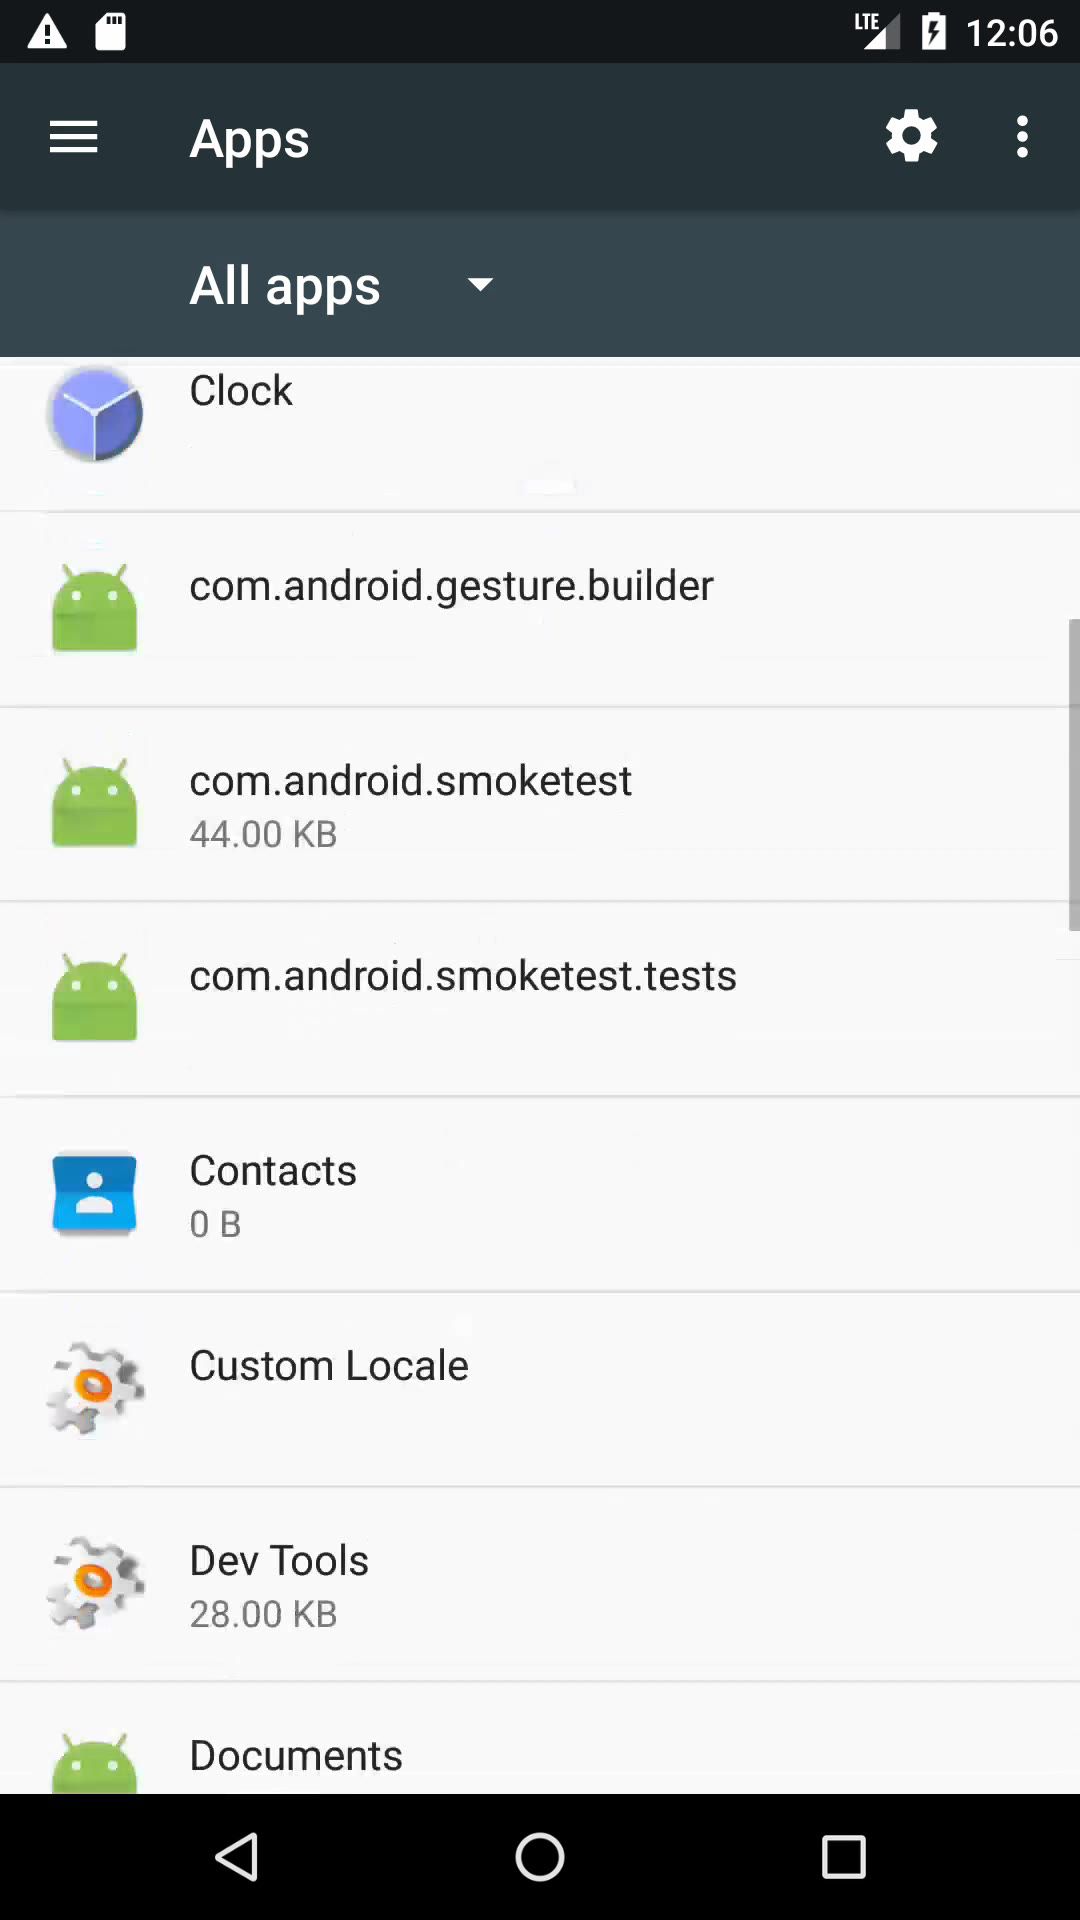 LTE 12:06
Apps
All apps
Clock
com.android.gesture.builder
com.android.smoketest
44.00 KB
com.android.smoketest.tests
Contacts
0 B
Custom Locale
Dev Tools
28.00 KB
Documents